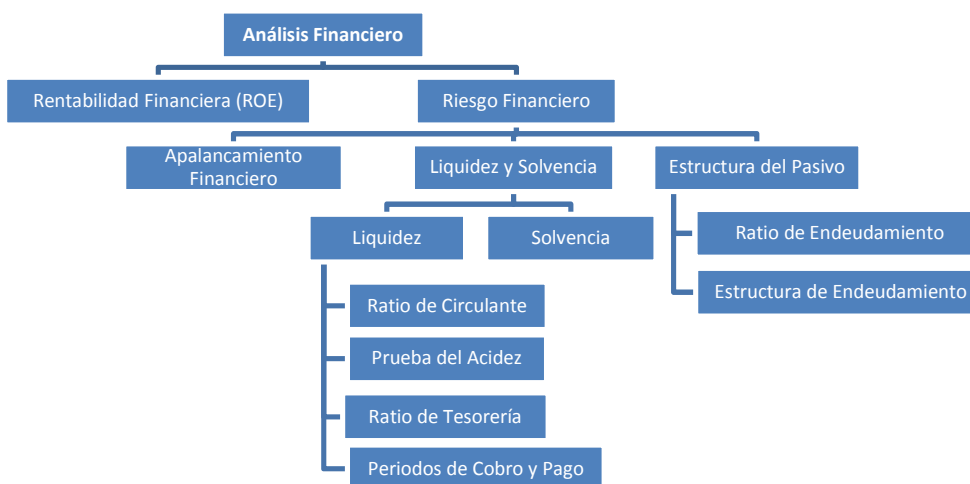 Análisis Financiero
Rentabilidad Financiera (ROE)
Riesgo Financiero
Apalancamiento
Financiero
Liquidez y Solvencia
Estructura del Pasivo
Liquidez
Solvencia
Ratio de Endeudamiento
Estructura de Endeudamiento
Ratio de Circulante
Prueba del Acidez
Ratio de Tesorería
Periodos de Cobro y Pago